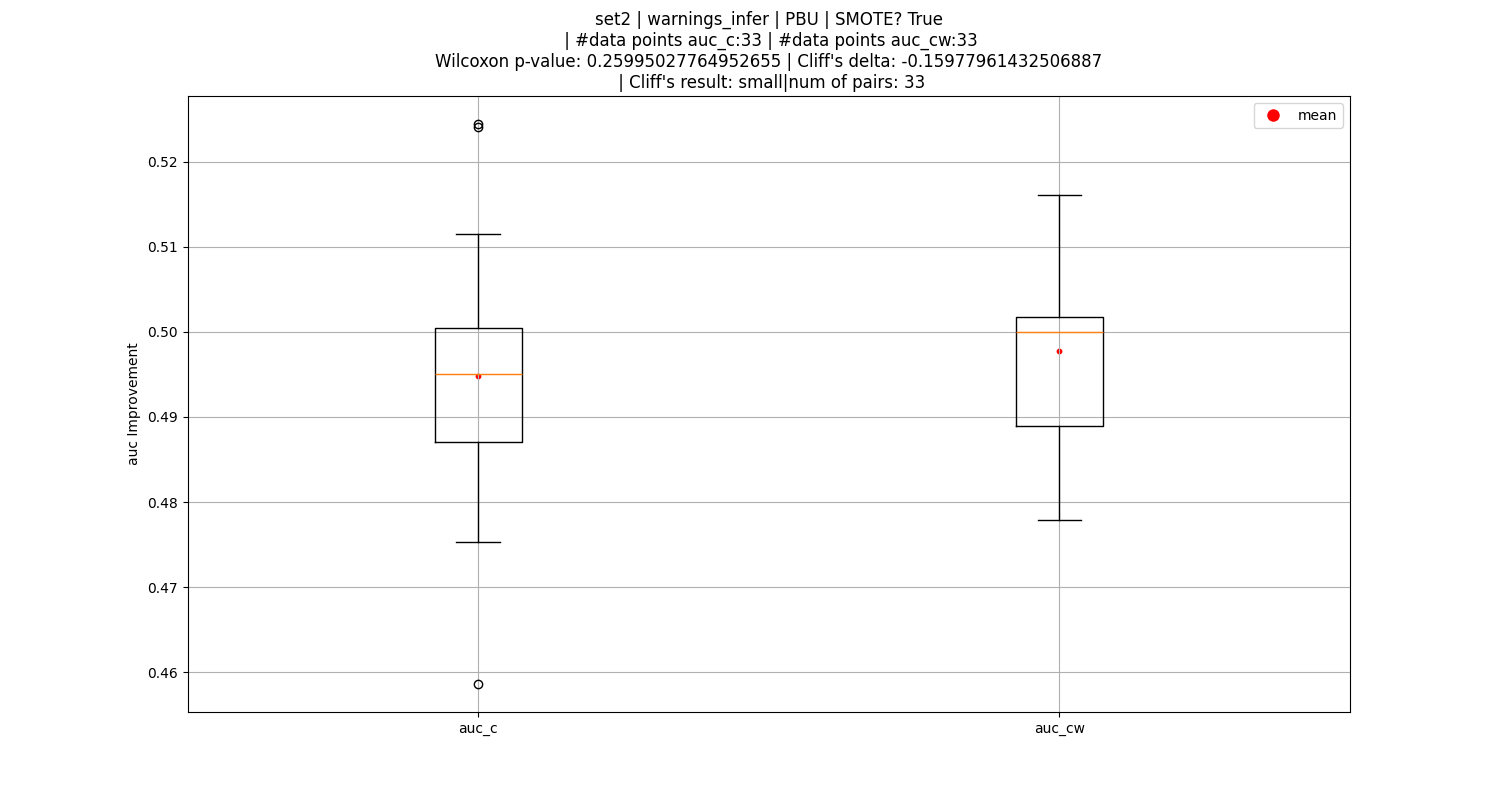 set2 | warnings_infer | PBU | SMOTE? True
| #data points auc_c:33 | #data points auc_cw:33
Wilcoxon p-value: 0.25995027764952655 | Cliff's delta: -0.15977961432506887
| Cliff's result: small|num of pairs: 33
mean
0.52
0.51
0.50
0.49
0.48
0.47
0.46
auc Improvement
auc_c
auc_cw